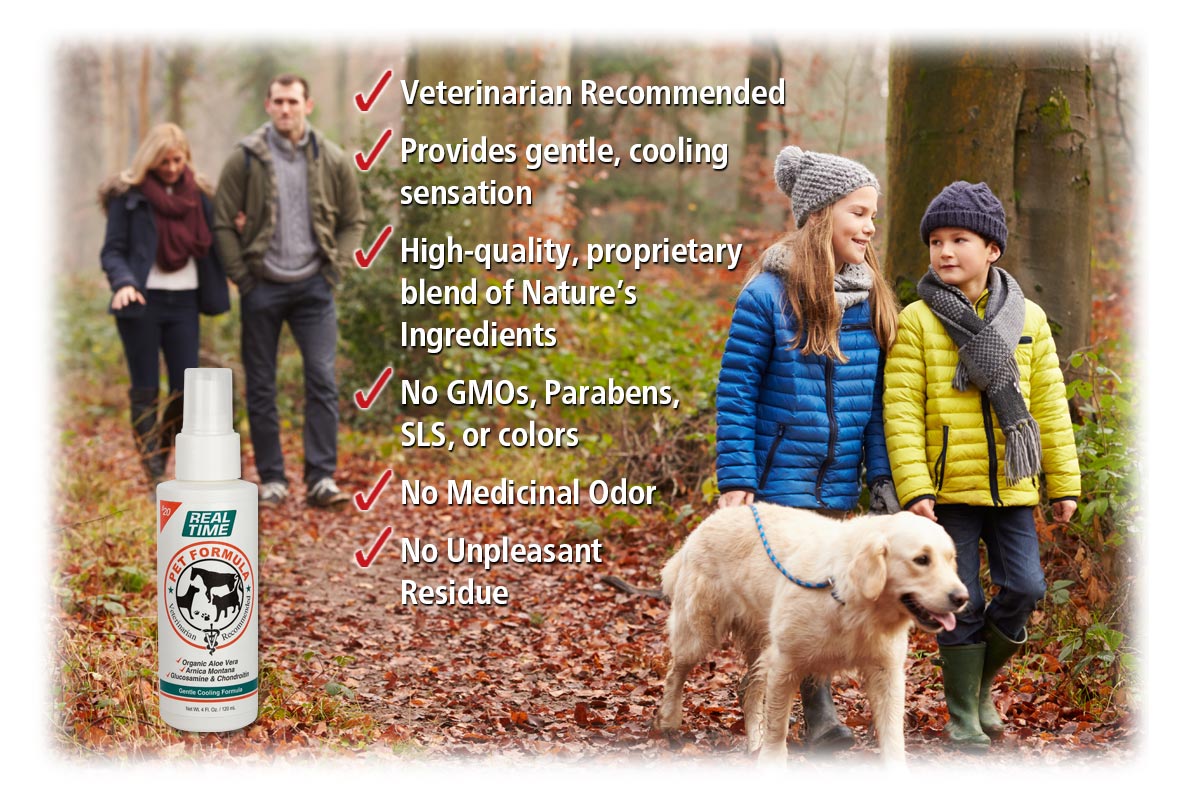 Veterinarian Recommended
Provides gentle, cooling
sensation
High-quality, proprietary
blend of Nature's
Ingredients
No GMOs, Parabens,
SLS, or colors
No Medicinal Odor
No Unpleasant
Residue
REAL
TIME
PET FORMULA
Veterinarian Recommended
Organic Aloe Vera
Arnica Montana
Glucosamine & Chondroitin
Gentle Cooling Formula
Net Wt. 4 Fl. Oz. / 120 mL